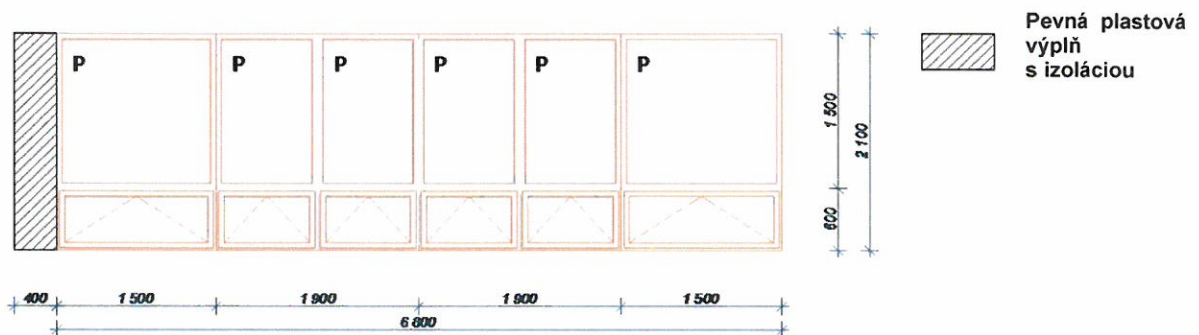 Pevná plastová
výplň
s izoláciou
P P P P P P
1 500
2 100
600
400 1 500 1 900 1 900 1 500
6 800